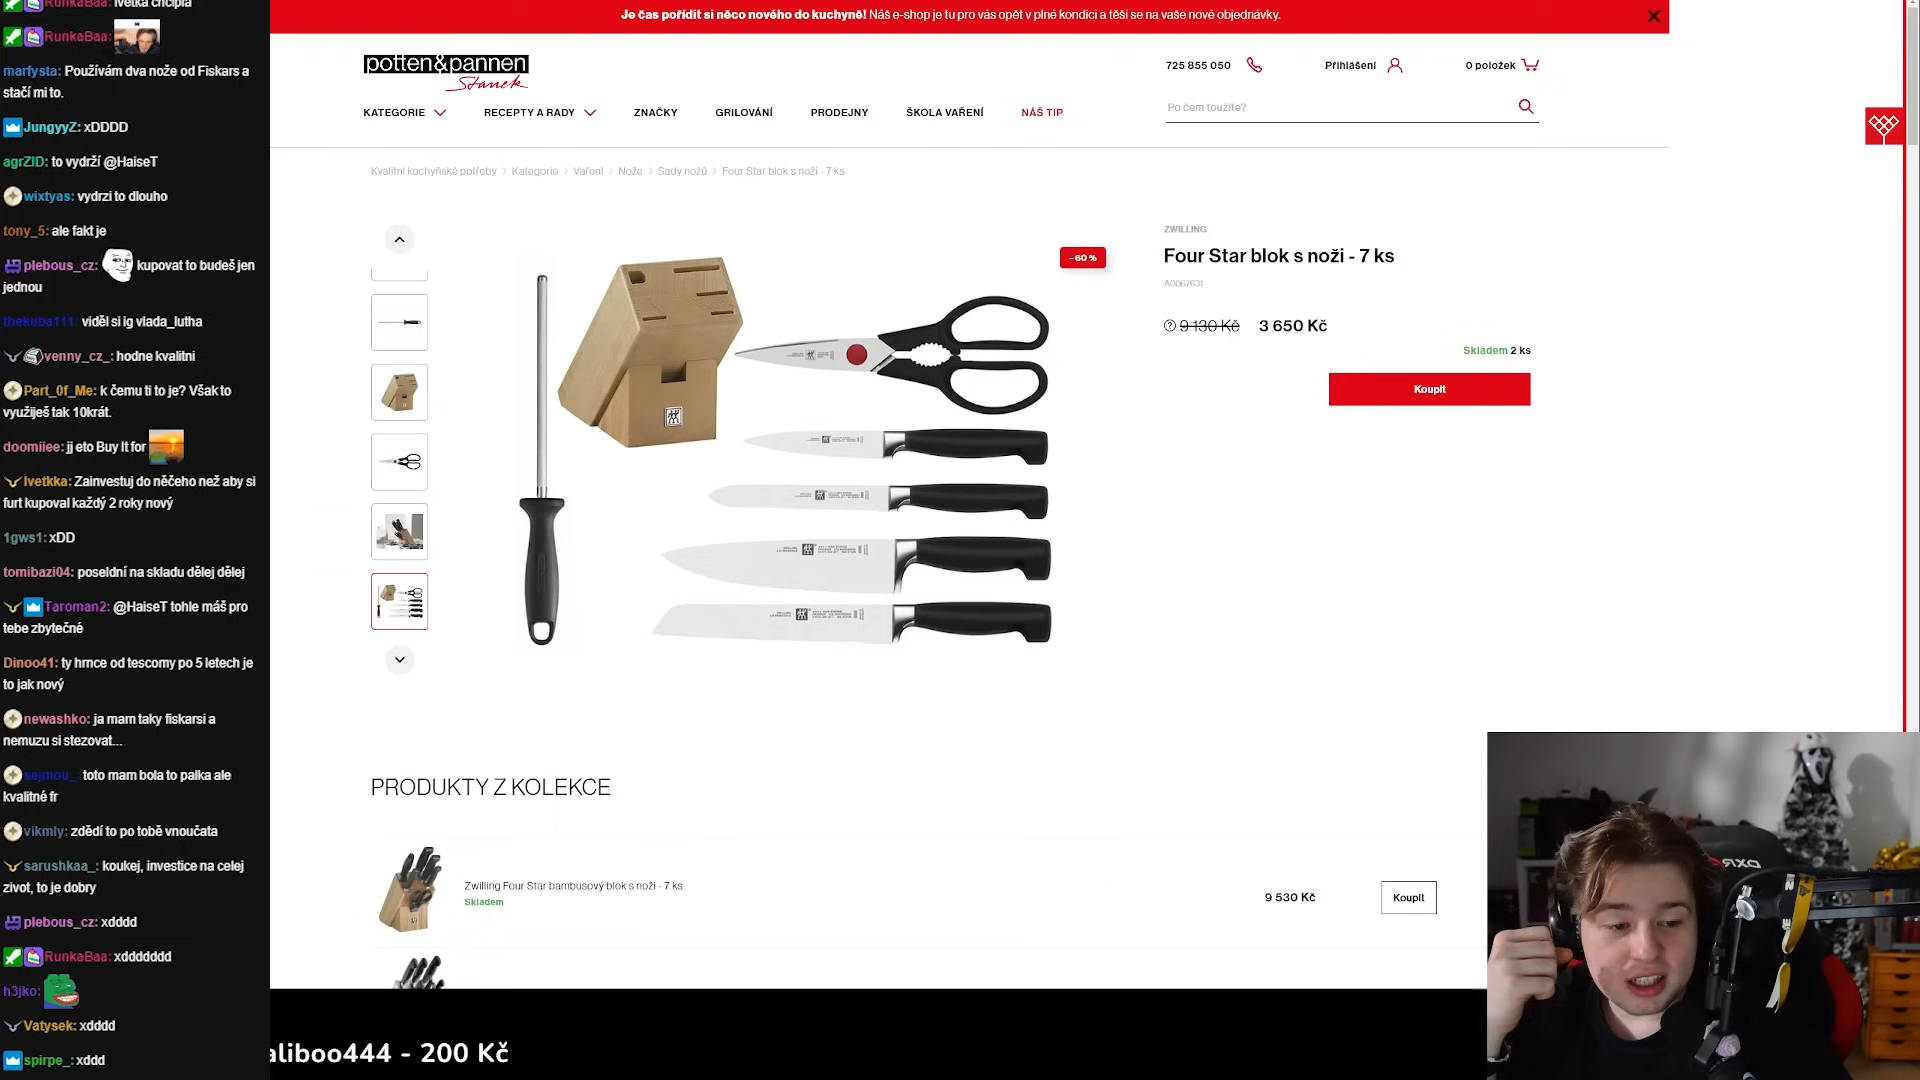 RunkaBaa: Ivetka chcípla
RunkaBaa:
marfysta: Používám dva nože od Fiskars a
stačí mi to.
JungyyZ: xDDDD
agrZID: to vydrží @HaiseT
wixtyas: vydrzi to dlouho
tony_5: ale fakt je
plebous_cz: kupovat to budeš jen
jednou
thekuba111: viděl si ig vlada_lutha
venny_cz_: hodne kvalitni
Part_0f_Me: k čemu ti to je? Však to
využiješ tak 10krát.
doomiiee: jj eto Buy It for
Ivetkka: Zainvestuj do něčeho než aby si
furt kupoval každý 2 roky nový
1gws1: xDD
tomibazi04: poseldní na skladu dělej dělej
Taroman2: @HaiseT tohle máš pro
tebe zbytečné
Dinoo41: ty hrnce od tescomy po 5 letech je
to jak nový
newashko: ja mam taky fiskarsi a
nemuzu si stezovat...
sejmou_: toto mam bola to palka ale
kvalitné fr
vikmly: zdědí to po tobě vnoučata
sarushkaa_: koukej, investice na celej
zivot, to je dobry
plebous_cz: xdddd
RunkaBaa: xddddddd
h3jko:
Vatysek: xdddd
spirpe_: xddd
Je čas pořídit si něco nového do kuchyně! Náš e-shop je tu pro vás opět v plné kondici a těší se na vaše nové objednávky.
potten&pannen
Stanek
725 855 050
Přihlášení
0 položek
KATEGORIE
RECEPTY A RADY
ZNAČKY
GRILOVÁNÍ
PRODEJNY
ŠKOLA VAŘENÍ
NÁŠ TIP
Po čem toužíte?
Kvalitní kuchyňské potřeby > Kategorie > Vaření > Nože > Sady nožů > Four Star blok s noži - 7 ks
–60 %
ZWILLING
Four Star blok s noži - 7 ks
A0067631
9 130 Kč 3 650 Kč
Skladem 2 ks
Koupit
PRODUKTY Z KOLEKCE
Zwilling Four Star bambusový blok s noži - 7 ks
Skladem
9 530 Kč
Koupit
aliboo444 - 200 Kč